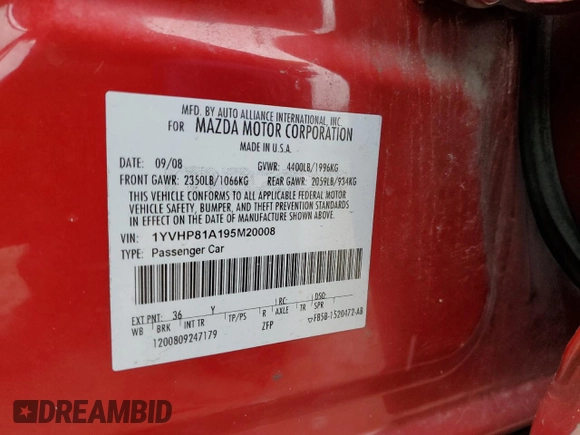 MFD. BY AUTO ALLIANCE INTERNATIONAL, INC.
FOR MAZDA MOTOR CORPORATION
MADE IN U.S.A.
DATE: 09/08 GVWR: 4400LB/1996KG
FRONT GAWR: 2350LB/1066KG REAR GAWR: 2059LB/934KG
THIS VEHICLE CONFORMS TO ALL APPLICABLE FEDERAL MOTOR
VEHICLE SAFETY, BUMPER, AND THEFT PREVENTION STANDARDS
IN EFFECT ON THE DATE OF MANUFACTURE SHOWN ABOVE.
VIN: 1YVHP81A195M20008
TYPE: Passenger Car
EXT PNT: 36 Y RC: DSO:
WB BRK INT TR TP/PS R AXLE TR SPR
ZFP
1200809247179 FB5B-1520472-AB
DREAMBID